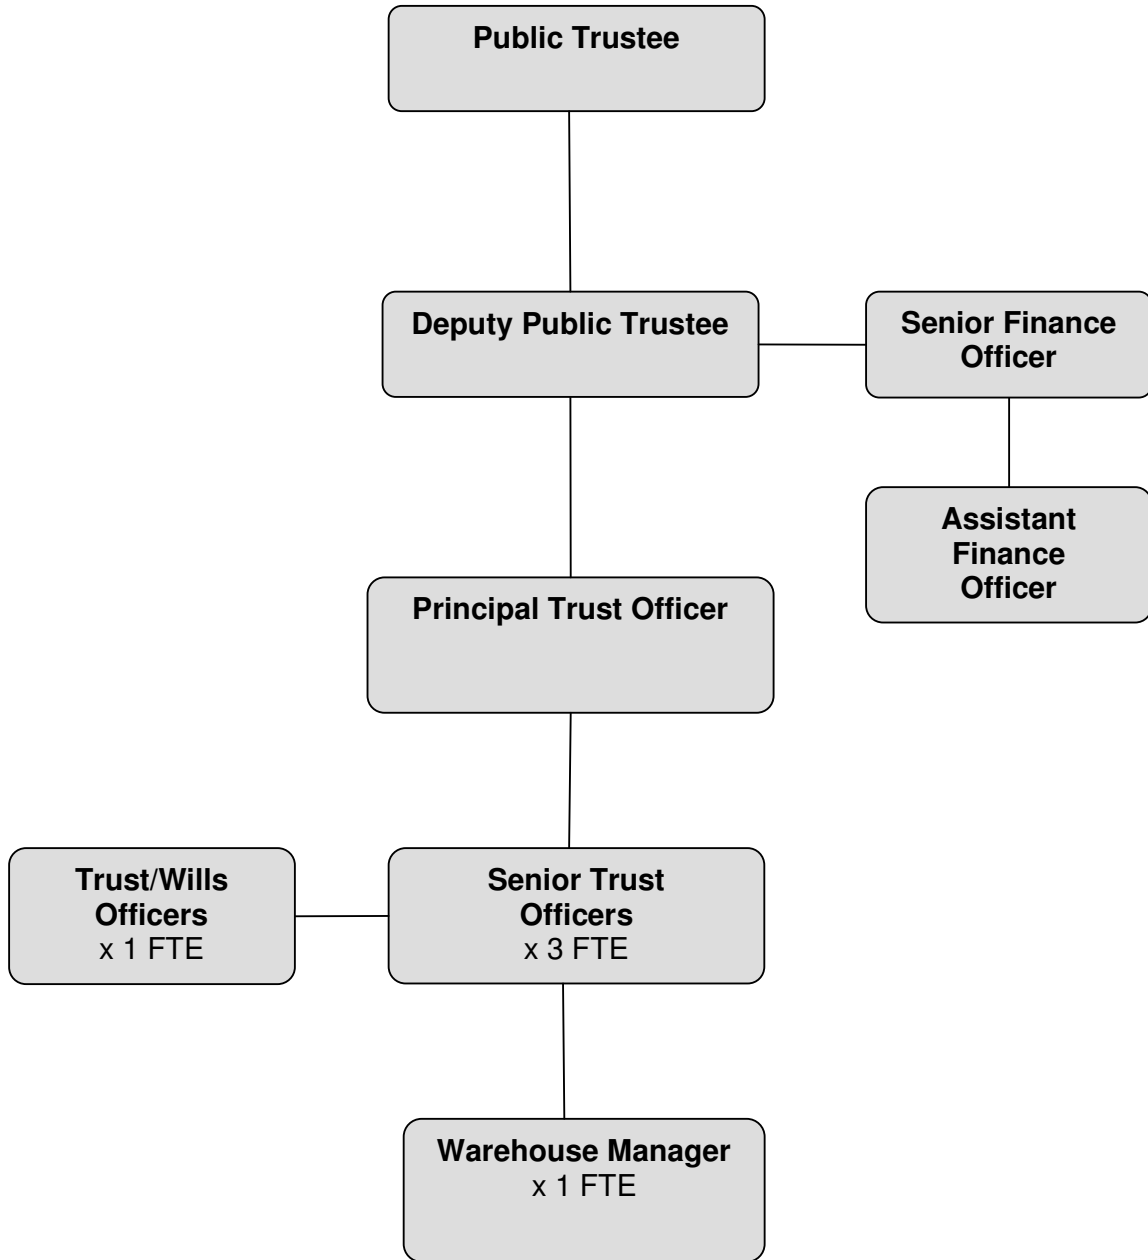 Public Trustee
Deputy Public Trustee
Senior Finance
Officer
Assistant
Finance
Officer
Principal Trust Officer
Trust/Wills
Officers
x 1 FTE
Senior Trust
Officers
x 3 FTE
Warehouse Manager
x 1 FTE